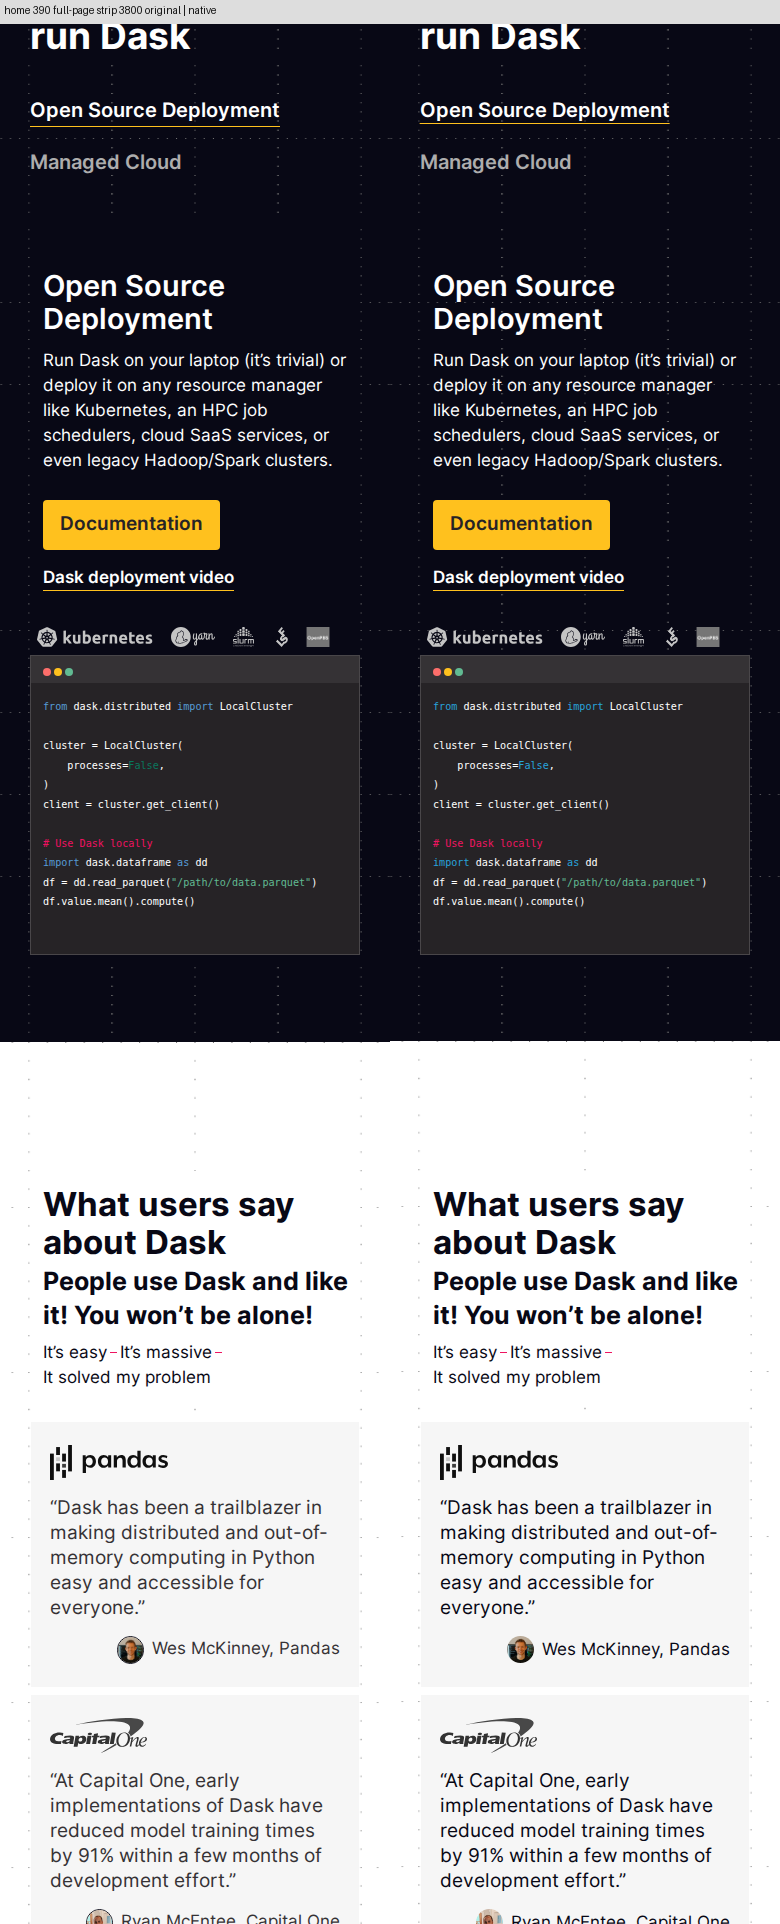 home 390 full-page strip 3800 original | native
run Dask
Open Source Deployment
Managed Cloud
Open Source
Deployment
Run Dask on your laptop (it’s trivial) or
deploy it on any resource manager
like Kubernetes, an HPC job
schedulers, cloud SaaS services, or
even legacy Hadoop/Spark clusters.
Documentation
Dask deployment video
kubernetes
yarn
slurm
OpenPBS
from dask.distributed import LocalCluster
cluster = LocalCluster(
    processes=False,
)
client = cluster.get_client()
# Use Dask locally
import dask.dataframe as dd
df = dd.read_parquet("/path/to/data.parquet")
df.value.mean().compute()
What users say
about Dask
People use Dask and like
it! You won’t be alone!
It’s easy – It’s massive –
It solved my problem
pandas
“Dask has been a trailblazer in
making distributed and out-of-
memory computing in Python
easy and accessible for
everyone.”
Wes McKinney, Pandas
CapitalOne
“At Capital One, early
implementations of Dask have
reduced model training times
by 91% within a few months of
development effort.”
Ryan McEntee, Capital One
run Dask
Open Source Deployment
Managed Cloud
Open Source
Deployment
Run Dask on your laptop (it’s trivial) or
deploy it on any resource manager
like Kubernetes, an HPC job
schedulers, cloud SaaS services, or
even legacy Hadoop/Spark clusters.
Documentation
Dask deployment video
kubernetes
yarn
slurm
OpenPBS
from dask.distributed import LocalCluster
cluster = LocalCluster(
    processes=False,
)
client = cluster.get_client()
# Use Dask locally
import dask.dataframe as dd
df = dd.read_parquet("/path/to/data.parquet")
df.value.mean().compute()
What users say
about Dask
People use Dask and like
it! You won’t be alone!
It’s easy – It’s massive –
It solved my problem
pandas
“Dask has been a trailblazer in
making distributed and out-of-
memory computing in Python
easy and accessible for
everyone.”
Wes McKinney, Pandas
CapitalOne
“At Capital One, early
implementations of Dask have
reduced model training times
by 91% within a few months of
development effort.”
Ryan McEntee, Capital One